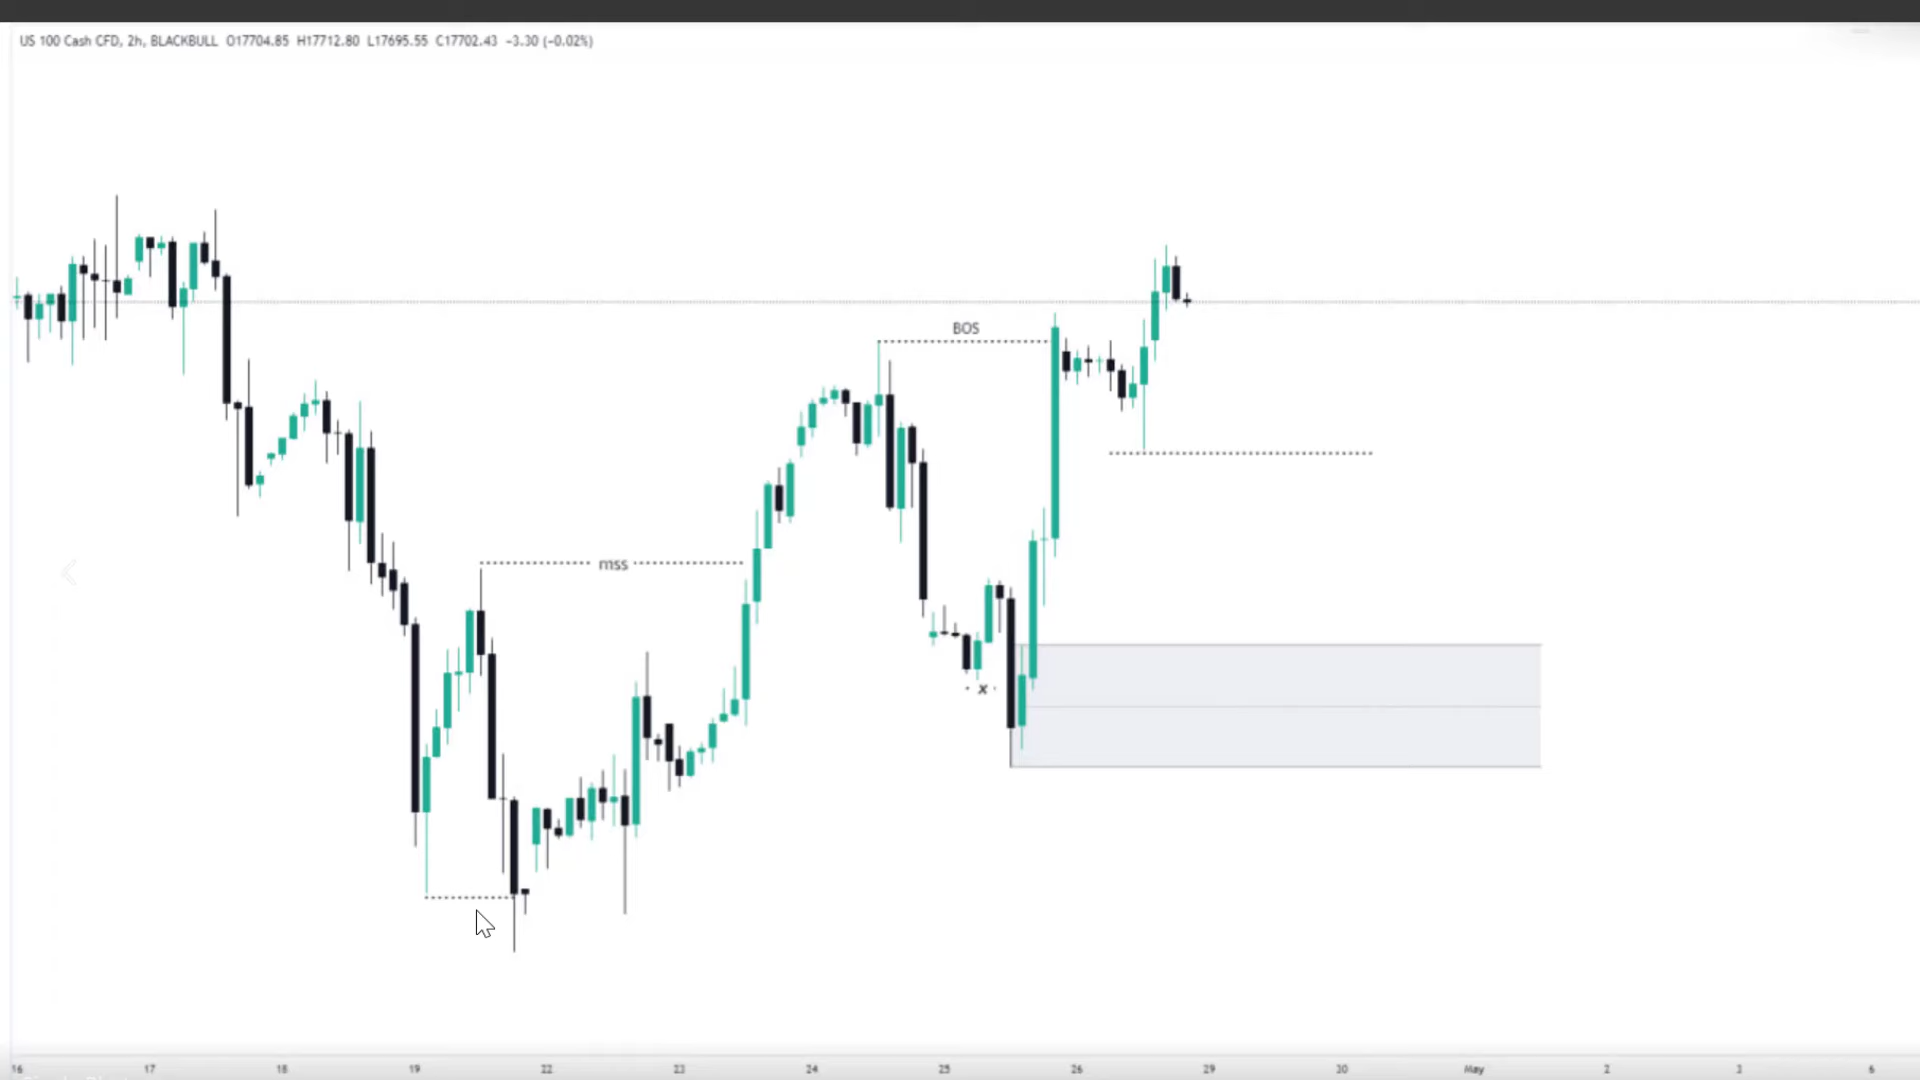 US 100 Cash CFD, 2h, BLACKBULL O17704.85 H17712.80 L17695.55 C17702.43 −3.30 (−0.02%)
BOS
mss
x
16 17 18 19 22 23 24 25 26 29 30 May 2 3 6